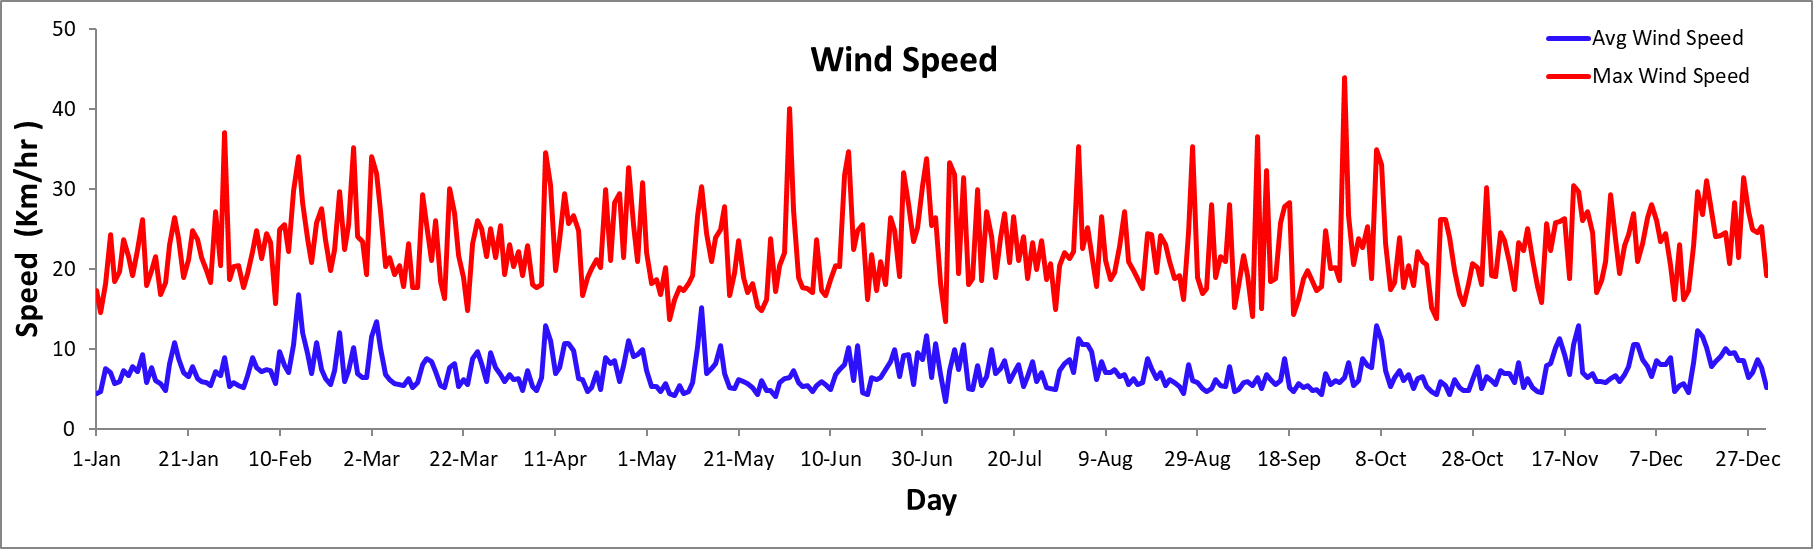 Wind Speed
Avg Wind Speed
Max Wind Speed
Speed (Km/hr )
50
40
30
20
10
0
1-Jan 21-Jan 10-Feb 2-Mar 22-Mar 11-Apr 1-May 21-May 10-Jun 30-Jun 20-Jul 9-Aug 29-Aug 18-Sep 8-Oct 28-Oct 17-Nov 7-Dec 27-Dec
Day